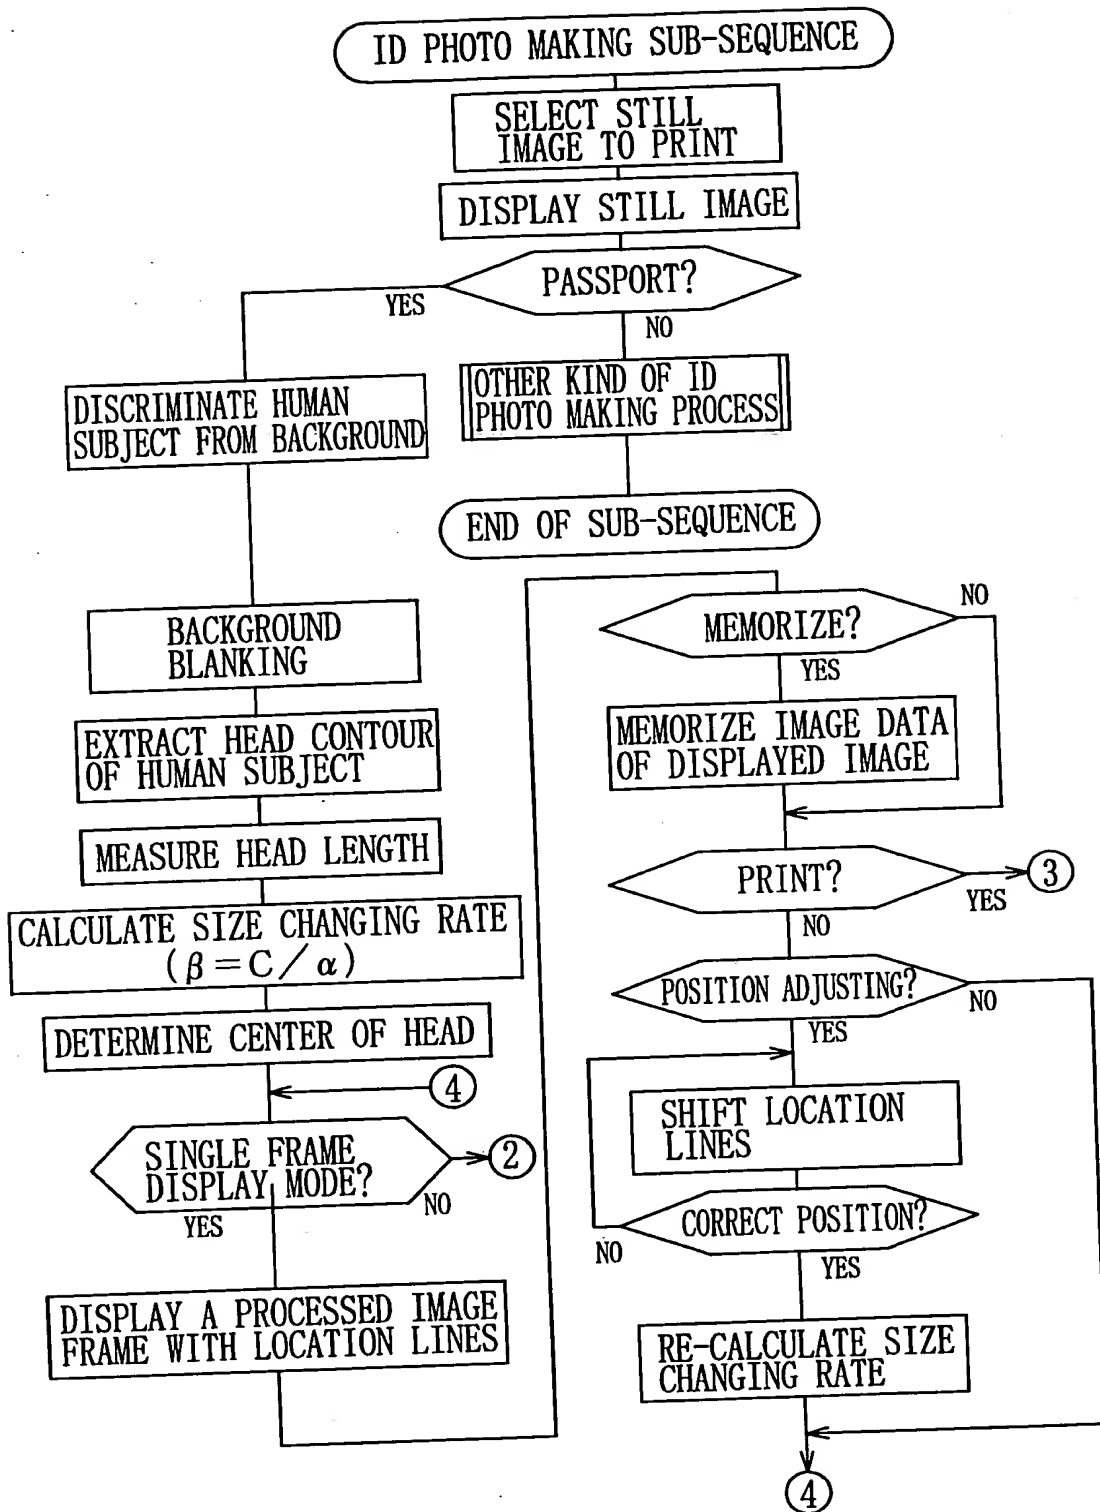 ID PHOTO MAKING SUB-SEQUENCE
SELECT STILL
IMAGE TO PRINT
DISPLAY STILL IMAGE
PASSPORT?
YES
NO
DISCRIMINATE HUMAN
SUBJECT FROM BACKGROUND
OTHER KIND OF ID
PHOTO MAKING PROCESS
END OF SUB-SEQUENCE
BACKGROUND
BLANKING
EXTRACT HEAD CONTOUR
OF HUMAN SUBJECT
MEASURE HEAD LENGTH
CALCULATE SIZE CHANGING RATE
(β=C/α)
DETERMINE CENTER OF HEAD
4
SINGLE FRAME
DISPLAY MODE?
2
NO
YES
DISPLAY A PROCESSED IMAGE
FRAME WITH LOCATION LINES
MEMORIZE?
NO
YES
MEMORIZE IMAGE DATA
OF DISPLAYED IMAGE
PRINT?
3
YES
NO
POSITION ADJUSTING?
NO
YES
SHIFT LOCATION
LINES
CORRECT POSITION?
NO
YES
RE-CALCULATE SIZE
CHANGING RATE
4